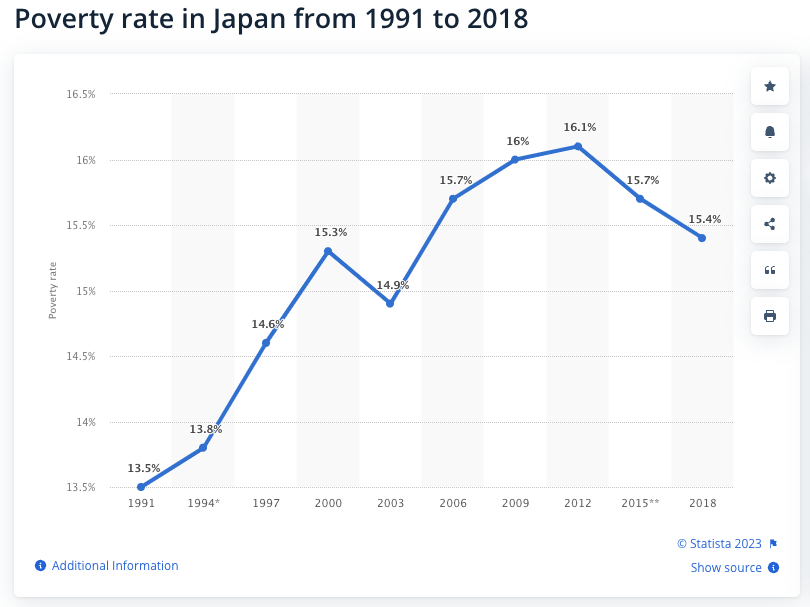 Poverty rate in Japan from 1991 to 2018
16.5%
16%
15.5%
15%
14.5%
14%
13.5%
Poverty rate
13.5%
13.8%
14.6%
15.3%
14.9%
15.7%
16%
16.1%
15.7%
15.4%
1991 1994* 1997 2000 2003 2006 2009 2012 2015** 2018
© Statista 2023
Additional Information
Show source